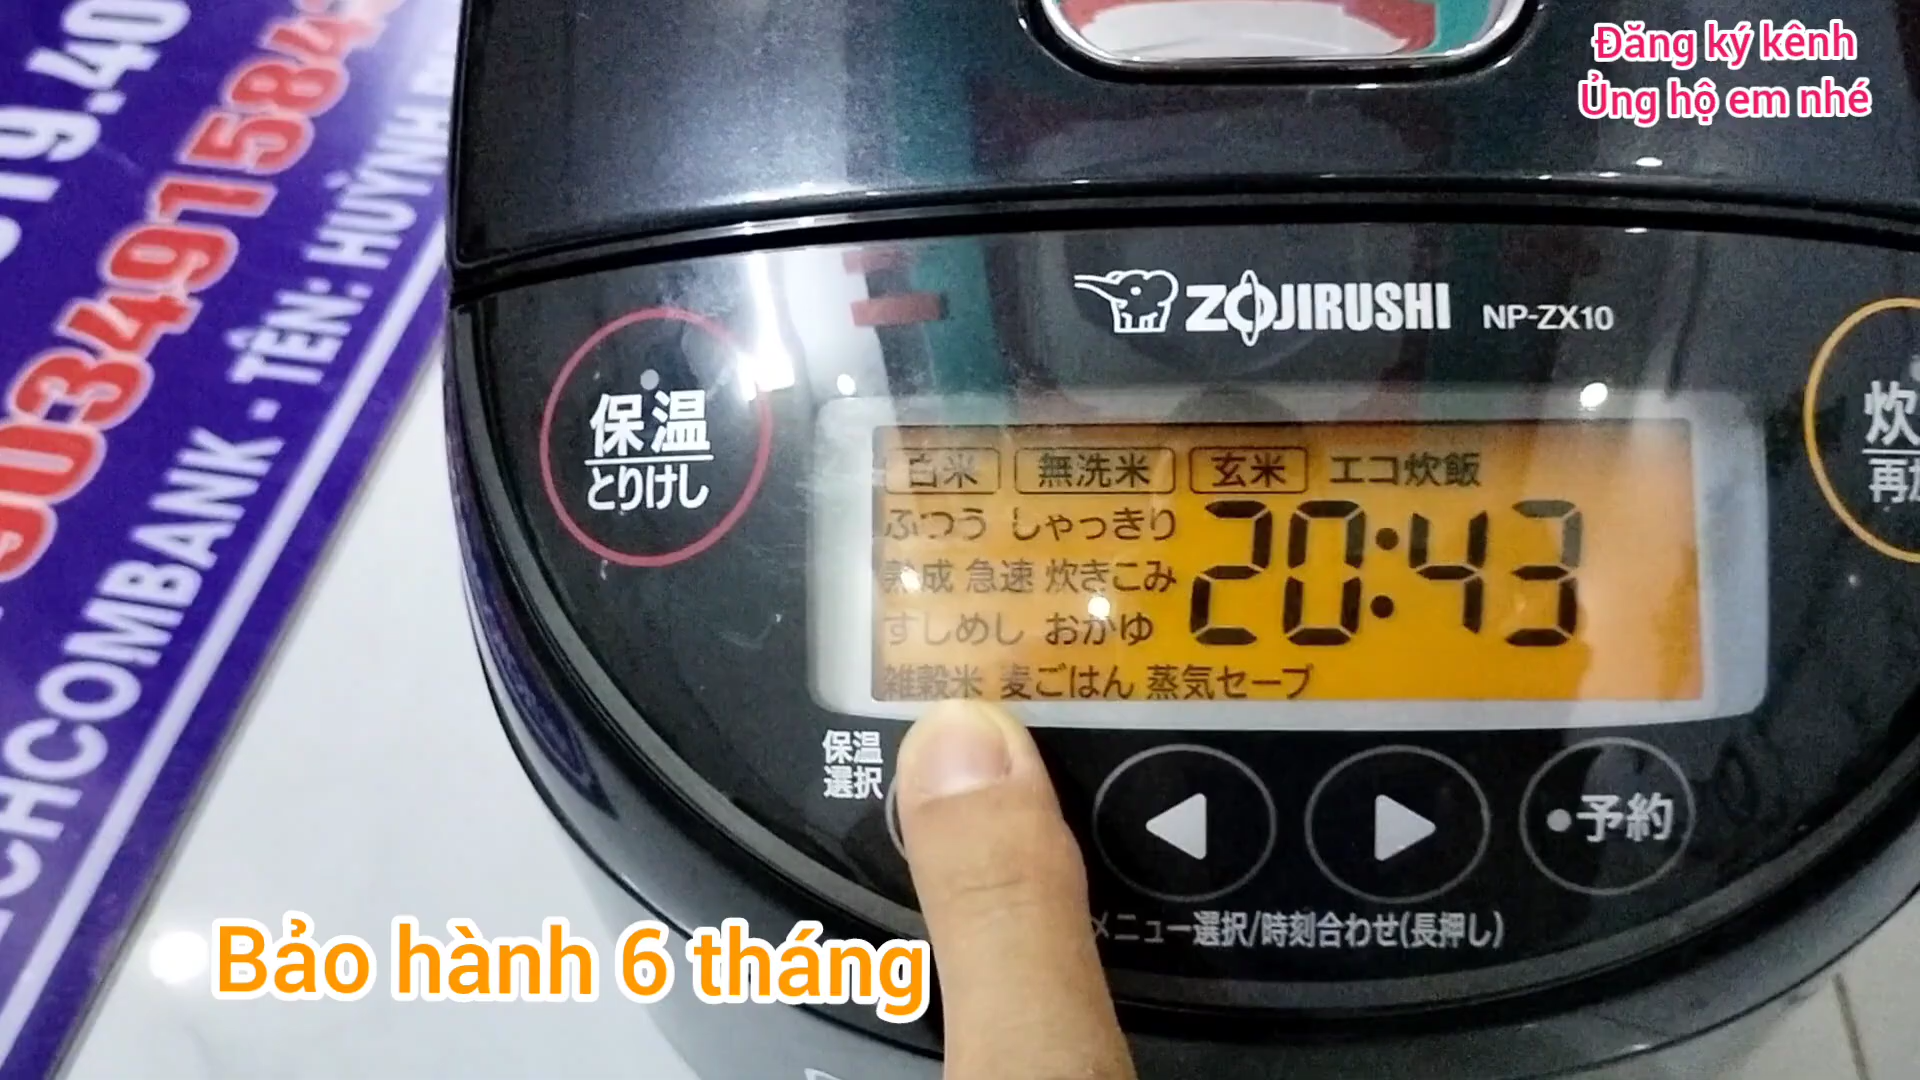 Đăng ký kênh
Ủng hộ em nhé
ZOJIRUSHI NP-ZX10
保温
とりけし
白米 無洗米 玄米 エコ炊飯
ふつう しゃっきり
熟成 急速 炊きこみ
20:43
すしめし おかゆ
雑穀米 麦ごはん 蒸気セーブ
保温
選択
予約
メニュー選択/時刻合わせ(長押し)
炊
再
Bảo hành 6 tháng
TÊN: HUỲNH